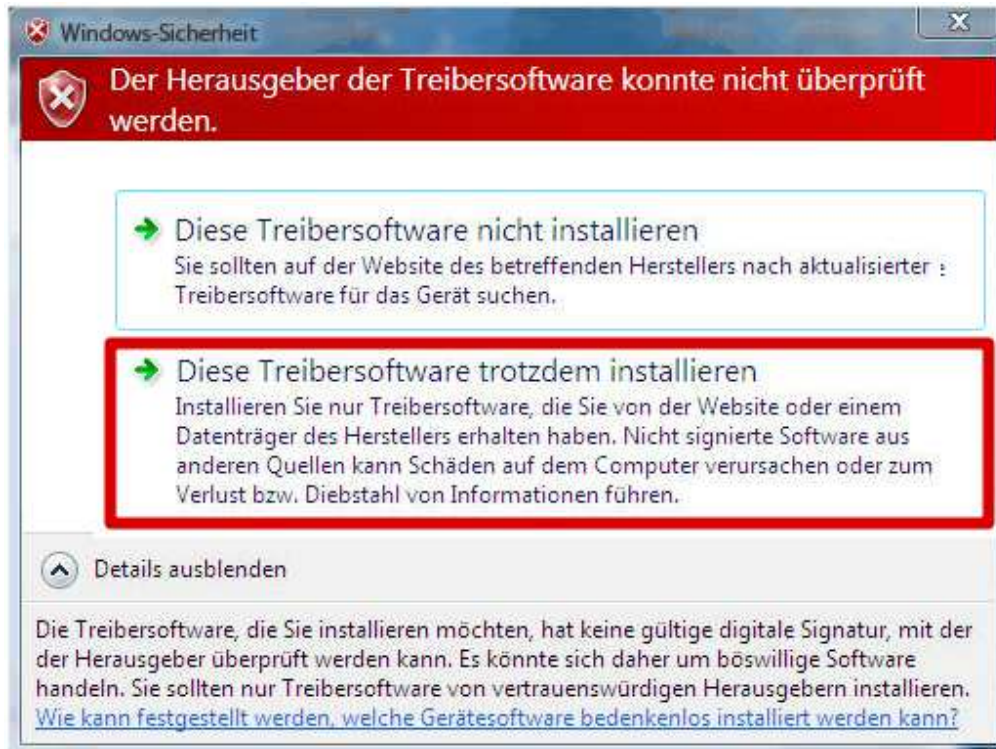 Windows-Sicherheit
Der Herausgeber der Treibersoftware konnte nicht überprüft
werden.
Diese Treibersoftware nicht installieren
Sie sollten auf der Website des betreffenden Herstellers nach aktualisierter
Treibersoftware für das Gerät suchen.
Diese Treibersoftware trotzdem installieren
Installieren Sie nur Treibersoftware, die Sie von der Website oder einem
Datenträger des Herstellers erhalten haben. Nicht signierte Software aus
anderen Quellen kann Schäden auf dem Computer verursachen oder zum
Verlust bzw. Diebstahl von Informationen führen.
Details ausblenden
Die Treibersoftware, die Sie installieren möchten, hat keine gültige digitale Signatur, mit der
der Herausgeber überprüft werden kann. Es könnte sich daher um böswillige Software
handeln. Sie sollten nur Treibersoftware von vertrauenswürdigen Herausgebern installieren.
Wie kann festgestellt werden, welche Gerätesoftware bedenkenlos installiert werden kann?